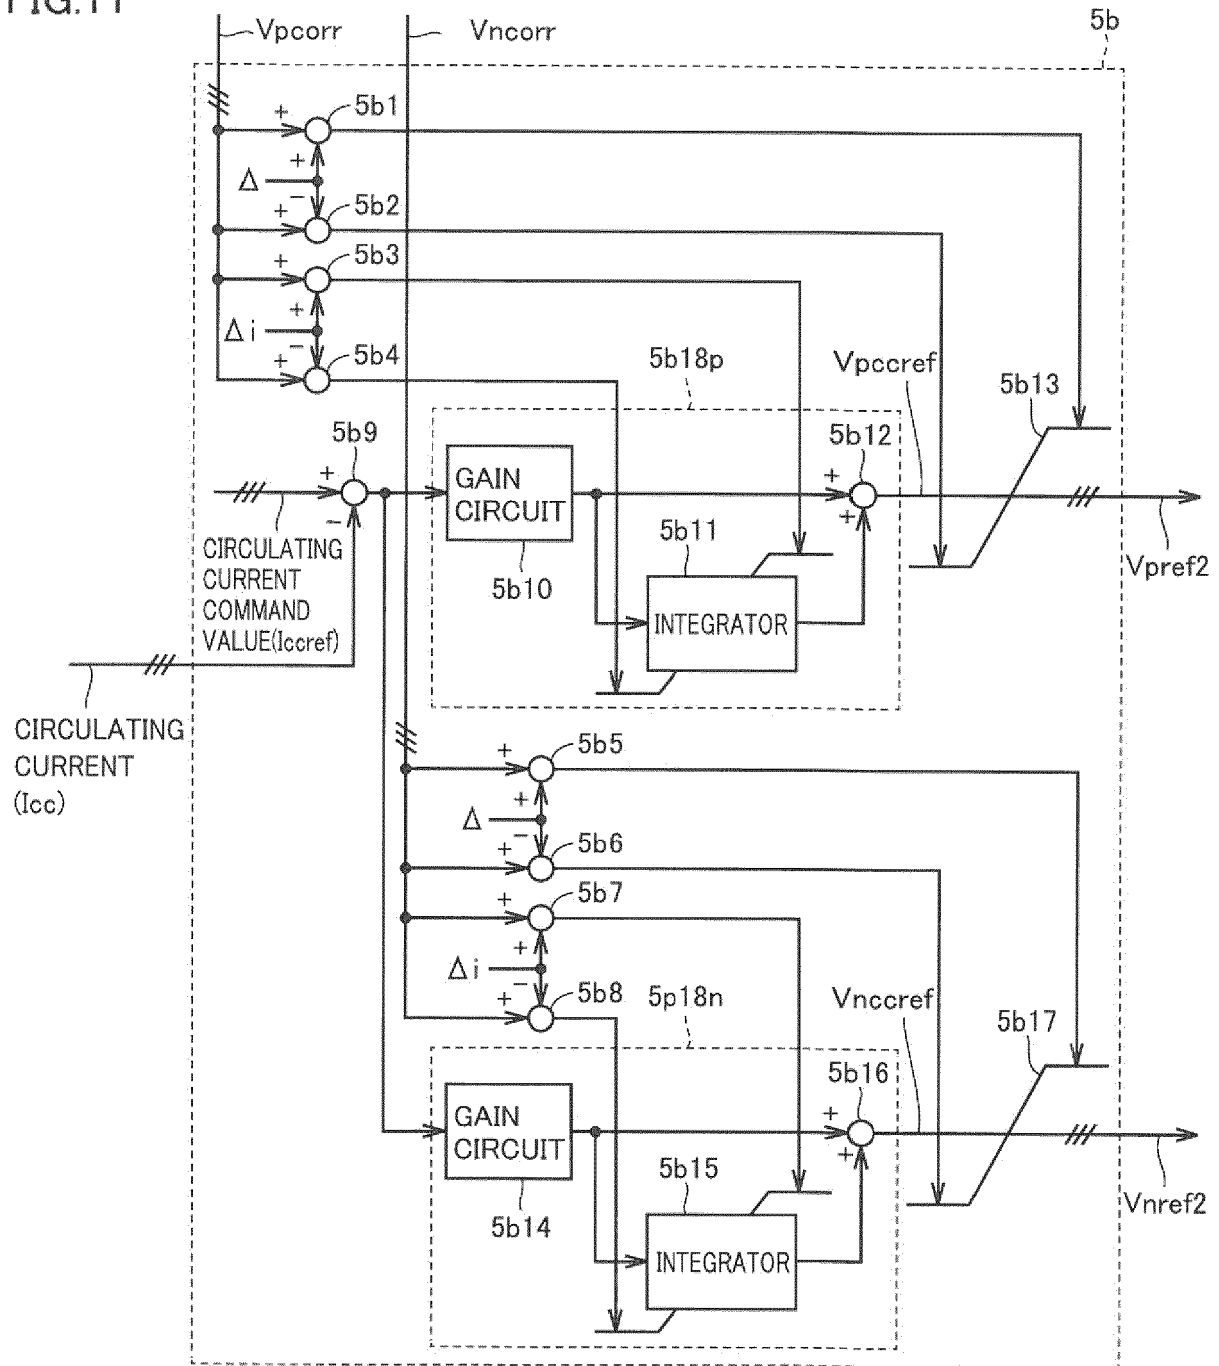 FIG.11
Vpcorr
Vncorr
5b
+
5b1
+
Δ
−
+
5b2
+
5b3
+
Δi
−
+
5b4
5b18p
Vpccref
5b13
5b9
+
−
GAIN
CIRCUIT
5b10
5b12
+
+
5b11
INTEGRATOR
Vpref2
CIRCULATING
CURRENT
COMMAND
VALUE(Iccref)
CIRCULATING
CURRENT
(Icc)
+
5b5
+
Δ
−
+
5b6
+
5b7
+
Δi
−
+
5b8
5p18n
Vnccref
5b17
GAIN
CIRCUIT
5b14
5b16
+
+
5b15
INTEGRATOR
Vnref2